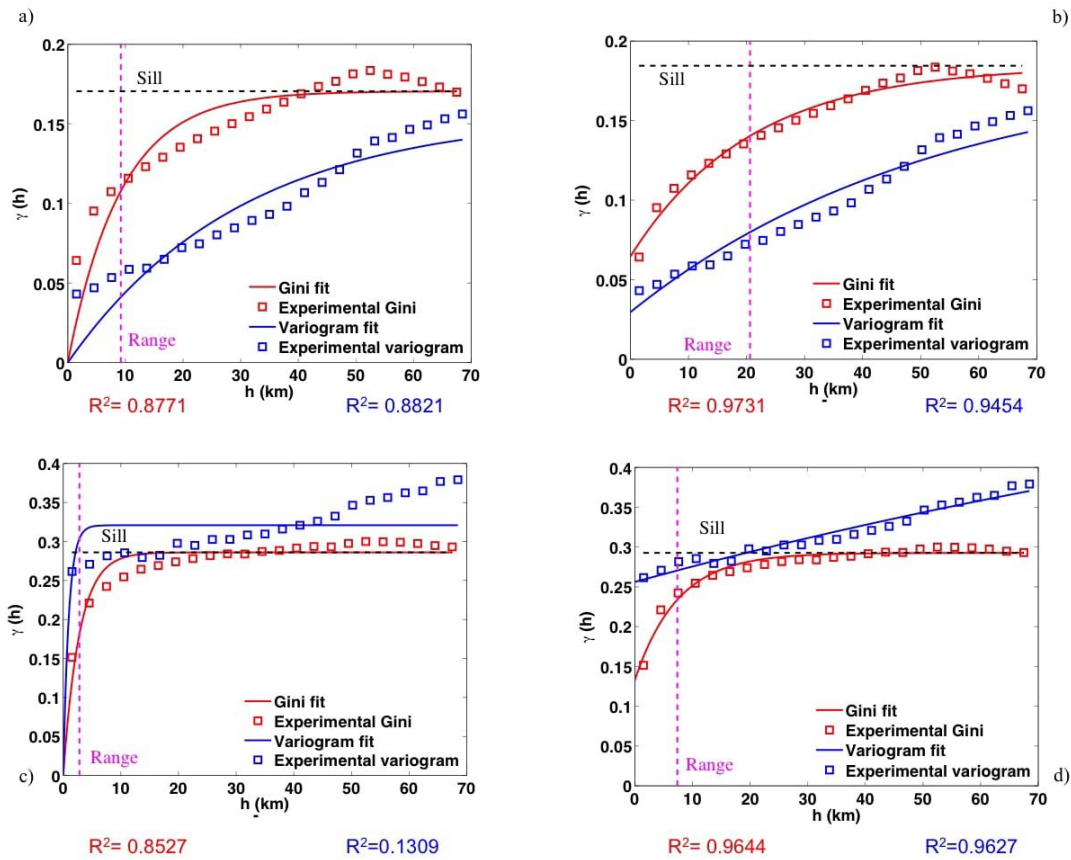 a)
0.2
0.15
0.1
0.05
0
γ (h)
Sill
Range
Gini fit
Experimental Gini
Variogram fit
Experimental variogram
0 10 20 30 40 50 60 70
h (km)
R²= 0.8771 R²= 0.8821
b)
0.2
0.15
0.1
0.05
0
γ (h)
Sill
Range
Gini fit
Experimental Gini
Variogram fit
Experimental variogram
0 10 20 30 40 50 60 70
h (km)
R²= 0.9731 R²= 0.9454
0.4
0.35
0.3
0.25
0.2
0.15
0.1
0.05
0
γ (h)
Sill
Range
Gini fit
Experimental Gini
Variogram fit
Experimental variogram
c)
0 10 20 30 40 50 60 70
h (km)
R²= 0.8527 R²=0.1309
0.4
0.35
0.3
0.25
0.2
0.15
0.1
0.05
0
γ (h)
Sill
Range
Gini fit
Experimental Gini
Variogram fit
Experimental variogram
d)
0 10 20 30 40 50 60 70
h (km)
R²= 0.9644 R²=0.9627